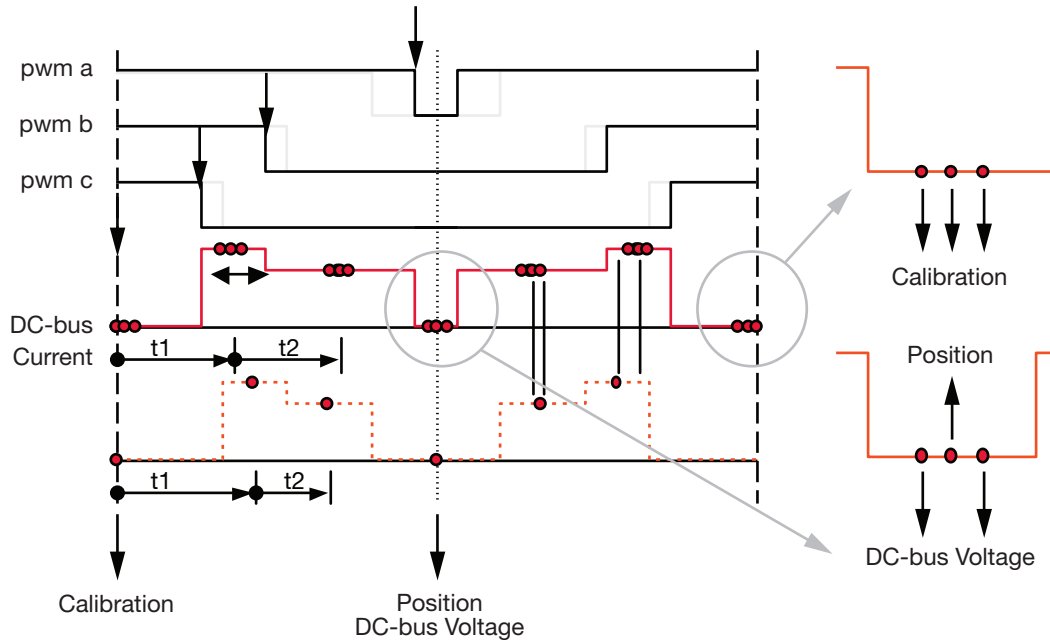 pwm a
pwm b
pwm c
DC-bus
Current
t1
t2
t1
t2
Calibration
Position
DC-bus Voltage
Calibration
Position
DC-bus Voltage